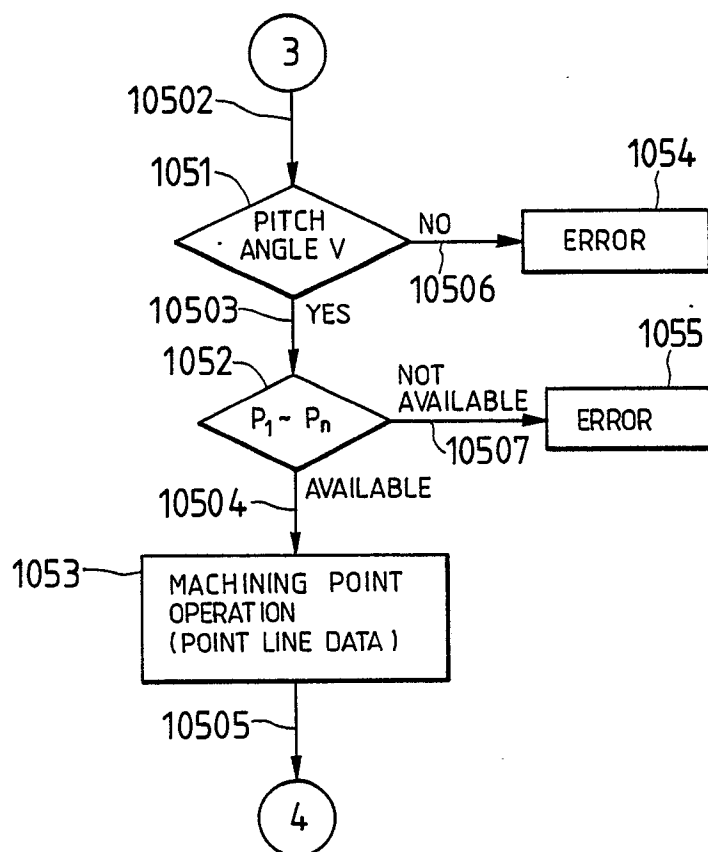 3
10502
1051
PITCH
ANGLE V
NO
10506
1054
ERROR
10503
YES
1052
P₁ ~ Pₙ
NOT
AVAILABLE
10507
1055
ERROR
10504
AVAILABLE
1053
MACHINING POINT
OPERATION
(POINT LINE DATA)
10505
4